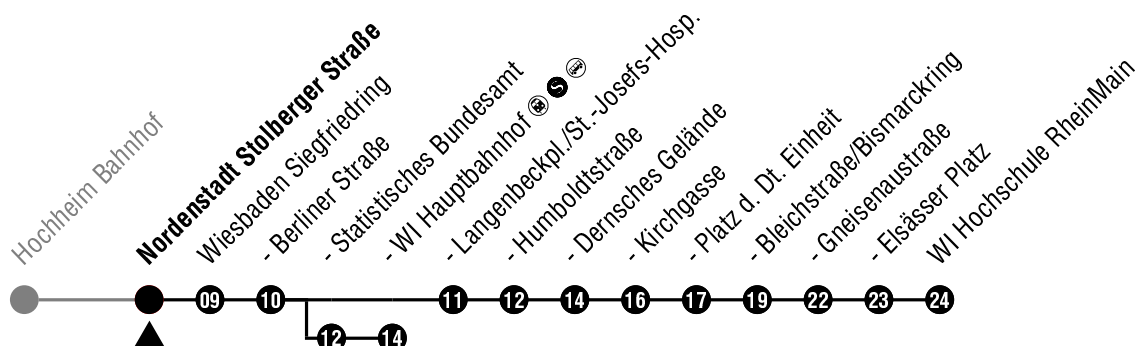 Hochheim Bahnhof
Nordenstadt Stolberger Straße
Wiesbaden Siegfriedring
- Berliner Straße
- Statistisches Bundesamt
- WI Hauptbahnhof S
- Langenbeckpl./St.-Josefs-Hosp.
- Humboldtstraße
- Dernsches Gelände
- Kirchgasse
- Platz d. Dt. Einheit
- Bleichstraße/Bismarckring
- Gneisenaustraße
- Elsässer Platz
WI Hochschule RheinMain
09 10 11 12 14 16 17 19 22 23 24
12 14